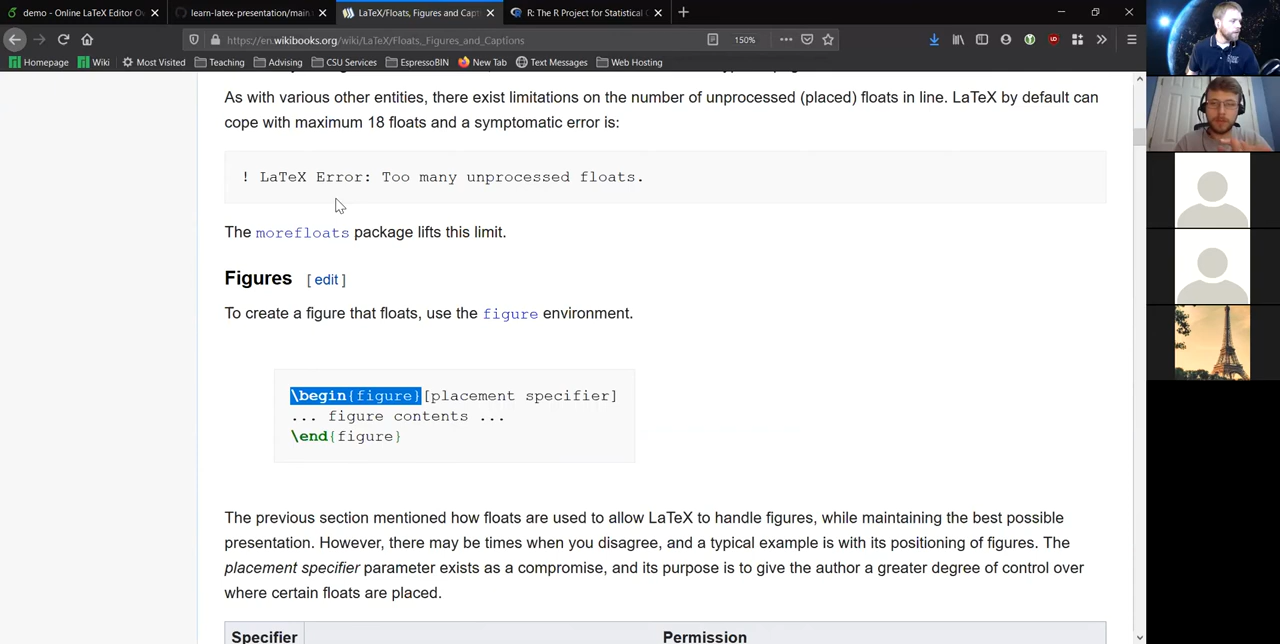 demo - Online LaTeX Editor Ov
learn-latex-presentation/main
LaTeX/Floats, Figures and Capt
R: The R Project for Statistical C
https://en.wikibooks.org/wiki/LaTeX/Floats,_Figures_and_Captions
150%
Homepage
Wiki
Most Visited
Teaching
Advising
CSU Services
EspressoBIN
New Tab
Text Messages
Web Hosting
As with various other entities, there exist limitations on the number of unprocessed (placed) floats in line. LaTeX by default can
cope with maximum 18 floats and a symptomatic error is:
! LaTeX Error: Too many unprocessed floats.
The morefloats package lifts this limit.
Figures [ edit ]
To create a figure that floats, use the figure environment.
\begin{figure}[placement specifier]
... figure contents ...
\end{figure}
The previous section mentioned how floats are used to allow LaTeX to handle figures, while maintaining the best possible
presentation. However, there may be times when you disagree, and a typical example is with its positioning of figures. The
placement specifier parameter exists as a compromise, and its purpose is to give the author a greater degree of control over
where certain floats are placed.
Specifier
Permission